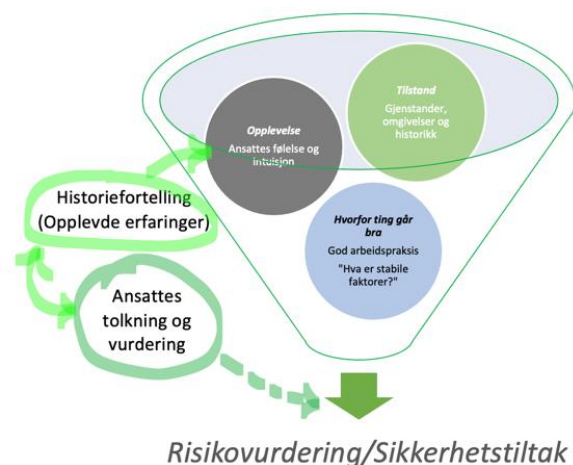 Tilstand
Gjenstander,
omgivelser og
historikk
Opplevelse
Ansattes følelse og
intuisjon
Historiefortelling
(Opplevde erfaringer)
Hvorfor ting går
bra
God arbeidspraksis
"Hva er stabile
faktorer?"
Ansattes
tolkning og
vurdering
Risikovurdering/Sikkerhetstiltak